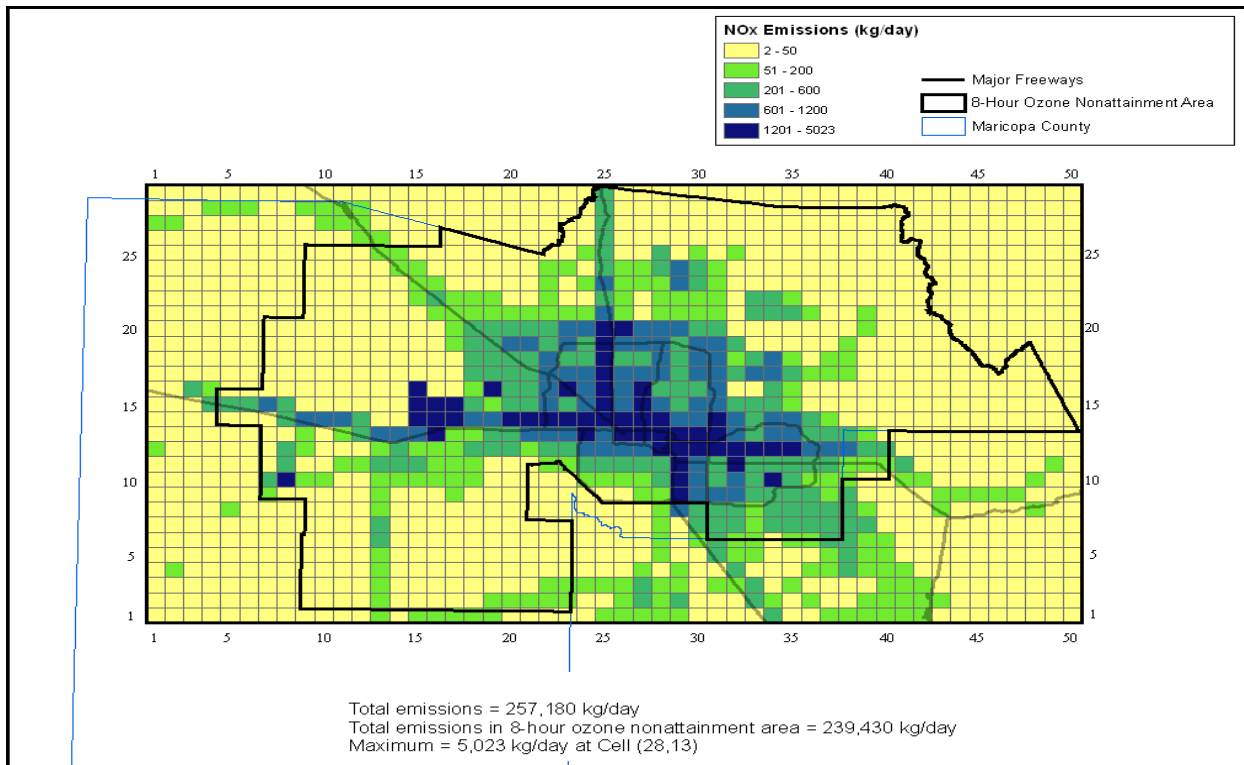 NOx Emissions (kg/day)
2 - 50
51 - 200
201 - 600
601 - 1200
1201 - 5023
Major Freeways
8-Hour Ozone Nonattainment Area
Maricopa County
1 5 10 15 20 25 30 35 40 45 50
25 25
20 20
15 15
10 10
5 5
1 1
1 5 10 15 20 25 30 35 40 45 50
Total emissions = 257,180 kg/day
Total emissions in 8-hour ozone nonattainment area = 239,430 kg/day
Maximum = 5,023 kg/day at Cell (28,13)